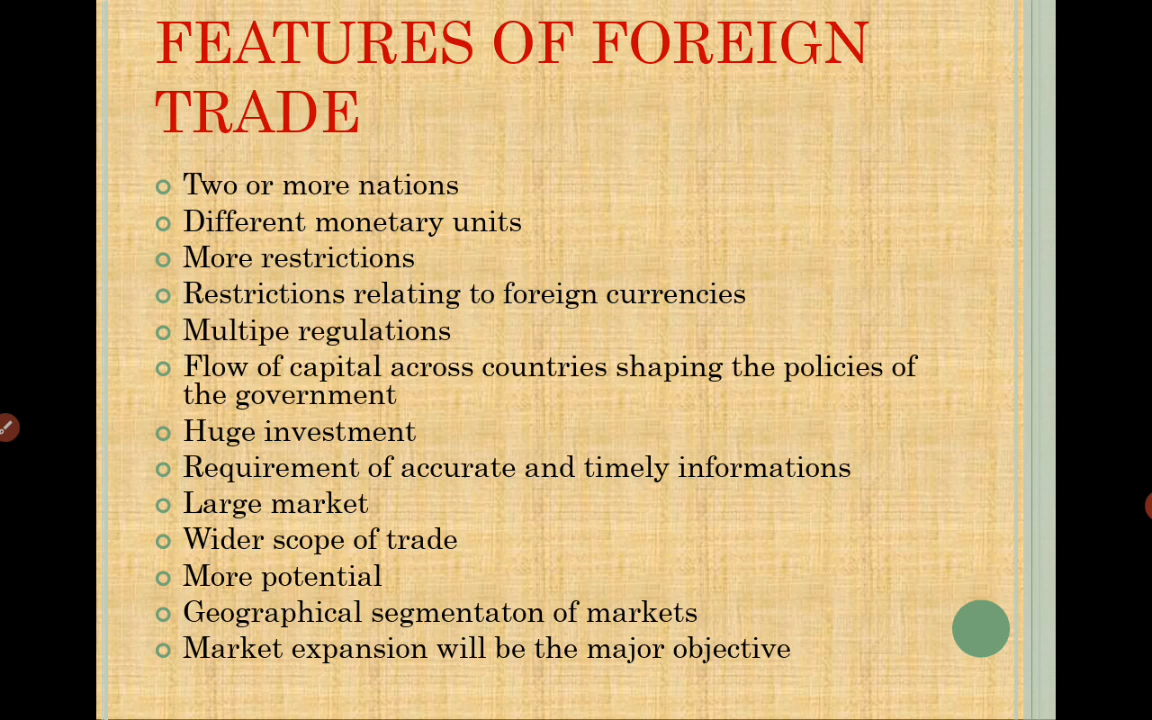 FEATURES OF FOREIGN
TRADE
Two or more nations
Different monetary units
More restrictions
Restrictions relating to foreign currencies
Multipe regulations
Flow of capital across countries shaping the policies of
the government
Huge investment
Requirement of accurate and timely informations
Large market
Wider scope of trade
More potential
Geographical segmentaton of markets
Market expansion will be the major objective